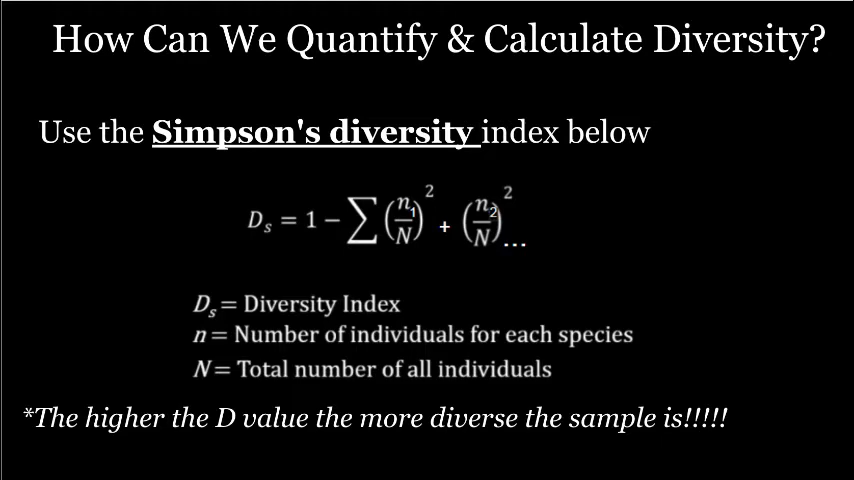 How Can We Quantify & Calculate Diversity?
Use the Simpson's diversity index below
Dₛ = 1 − ∑ (n₁/N)² + (n₂/N)² ...
Dₛ = Diversity Index
n = Number of individuals for each species
N = Total number of all individuals
*The higher the D value the more diverse the sample is!!!!!